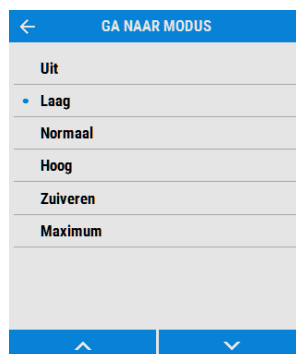 GA NAAR MODUS
Uit
Laag
Normaal
Hoog
Zuiveren
Maximum